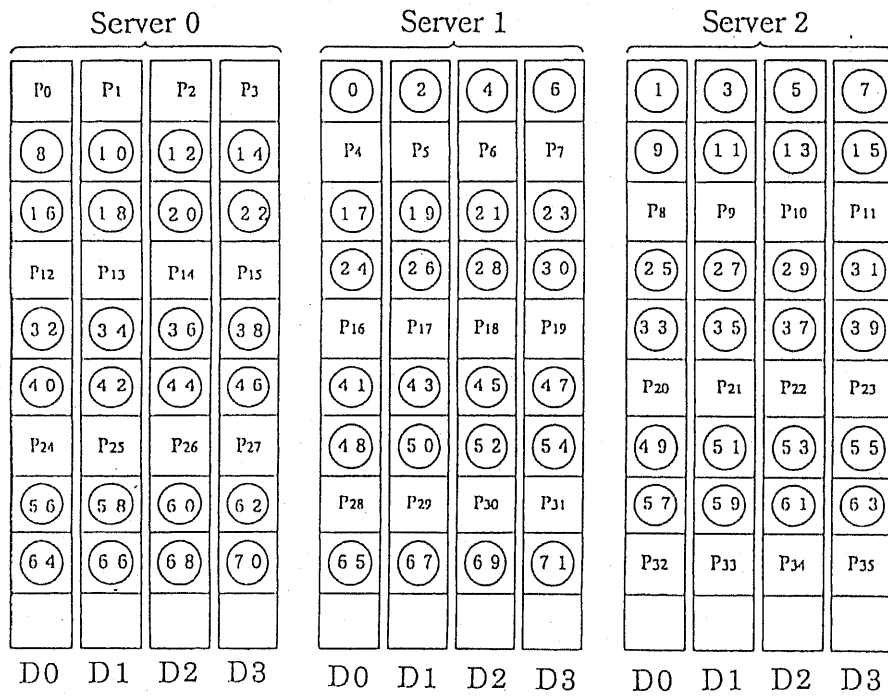 Server 0 Server 1 Server 2
P0 P1 P2 P3 0 2 4 6 1 3 5 7
8 10 12 14 P4 P5 P6 P7 9 11 13 15
16 18 20 22 17 19 21 23 P8 P9 P10 P11
P12 P13 P14 P15 24 26 28 30 25 27 29 31
32 34 36 38 P16 P17 P18 P19 33 35 37 39
40 42 44 46 41 43 45 47 P20 P21 P22 P23
P24 P25 P26 P27 48 50 52 54 49 51 53 55
56 58 60 62 P28 P29 P30 P31 57 59 61 63
64 66 68 70 65 67 69 71 P32 P33 P34 P35
D0 D1 D2 D3 D0 D1 D2 D3 D0 D1 D2 D3